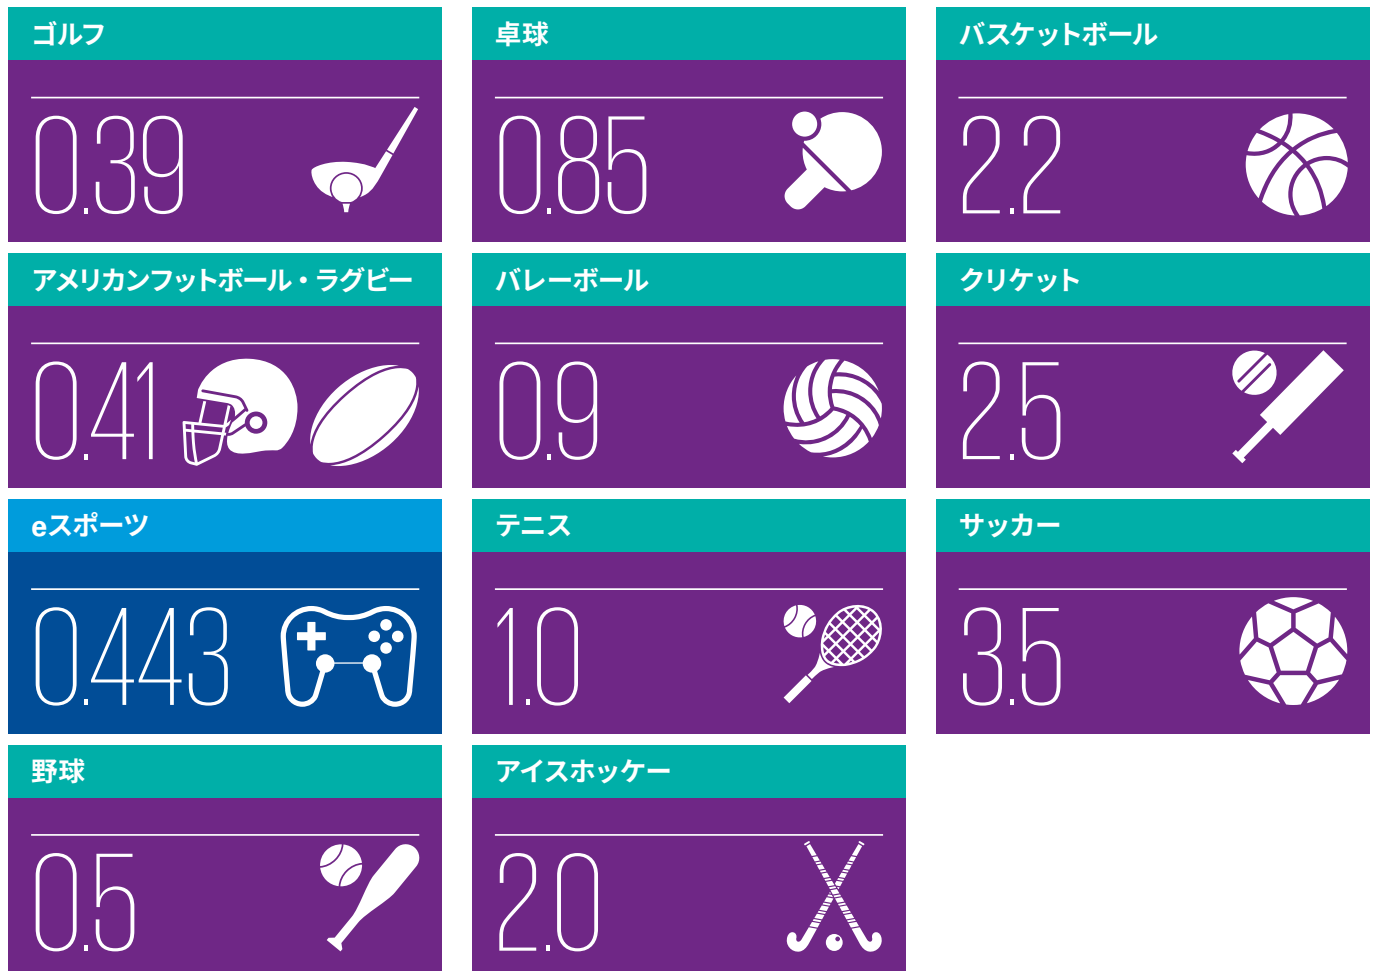 ゴルフ
0.39
卓球
0.85
バスケットボール
2.2
アメリカンフットボール・ラグビー
0.41
バレーボール
0.9
クリケット
2.5
eスポーツ
0.443
テニス
1.0
サッカー
3.5
野球
0.5
アイスホッケー
2.0